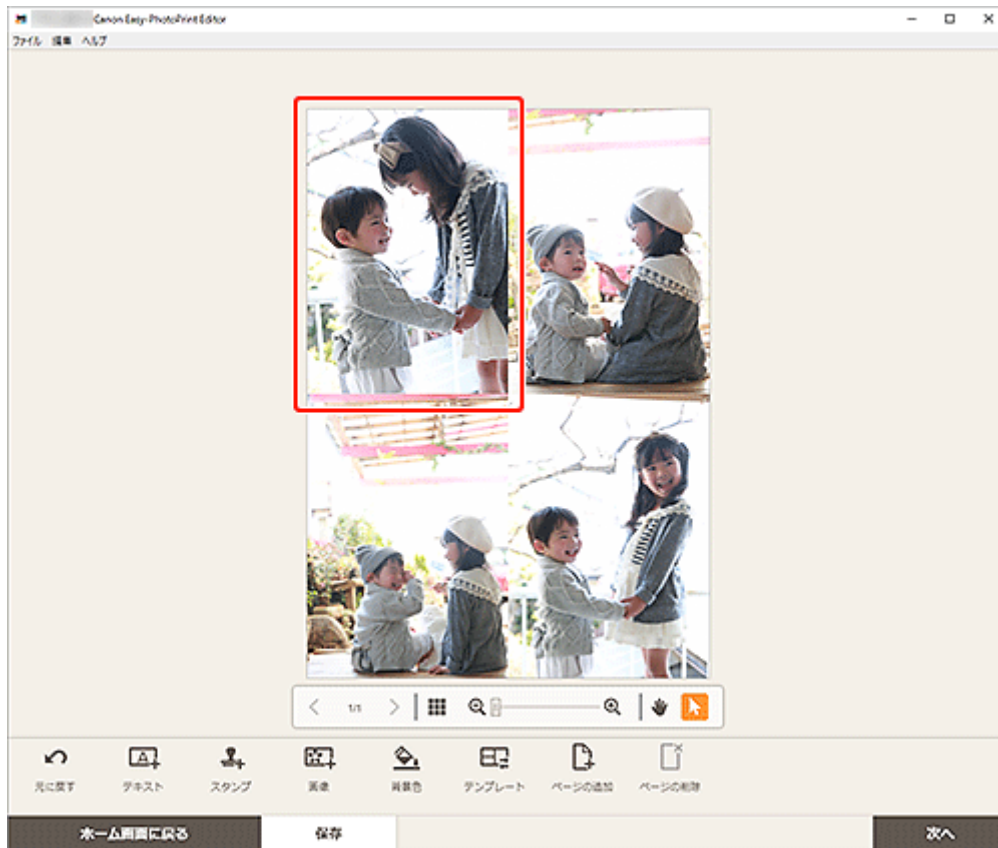 Canon Easy-PhotoPrint Editor
ファイル 編集 ヘルプ
1/1
元に戻す テキスト スタンプ 画像 背景色 テンプレート ページの追加 ページの削除
ホーム画面に戻る 保存 次へ